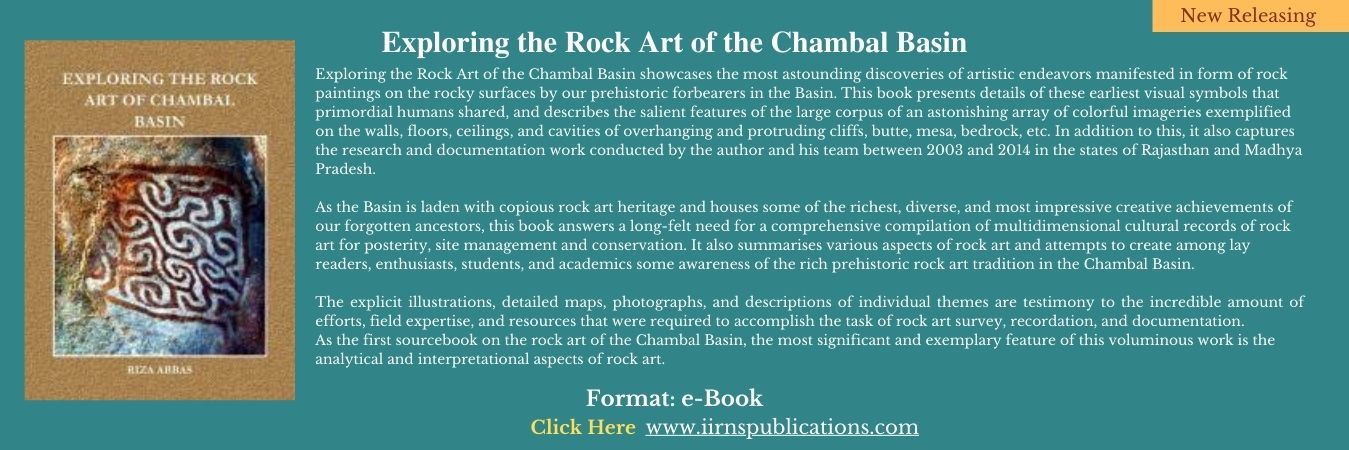 New Releasing
Exploring the Rock Art of the Chambal Basin
EXPLORING THE ROCK
ART OF CHAMBAL
BASIN
RIZA ABBAS
Exploring the Rock Art of the Chambal Basin showcases the most astounding discoveries of artistic endeavors manifested in form of rock
paintings on the rocky surfaces by our prehistoric forbearers in the Basin. This book presents details of these earliest visual symbols that
primordial humans shared, and describes the salient features of the large corpus of an astonishing array of colorful imageries exemplified
on the walls, floors, ceilings, and cavities of overhanging and protruding cliffs, butte, mesa, bedrock, etc. In addition to this, it also captures
the research and documentation work conducted by the author and his team between 2003 and 2014 in the states of Rajasthan and Madhya
Pradesh.
As the Basin is laden with copious rock art heritage and houses some of the richest, diverse, and most impressive creative achievements of
our forgotten ancestors, this book answers a long-felt need for a comprehensive compilation of multidimensional cultural records of rock
art for posterity, site management and conservation. It also summarises various aspects of rock art and attempts to create among lay
readers, enthusiasts, students, and academics some awareness of the rich prehistoric rock art tradition in the Chambal Basin.
The explicit illustrations, detailed maps, photographs, and descriptions of individual themes are testimony to the incredible amount of
efforts, field expertise, and resources that were required to accomplish the task of rock art survey, recordation, and documentation.
As the first sourcebook on the rock art of the Chambal Basin, the most significant and exemplary feature of this voluminous work is the
analytical and interpretational aspects of rock art.
Format: e-Book
Click Here www.iirnspublications.com